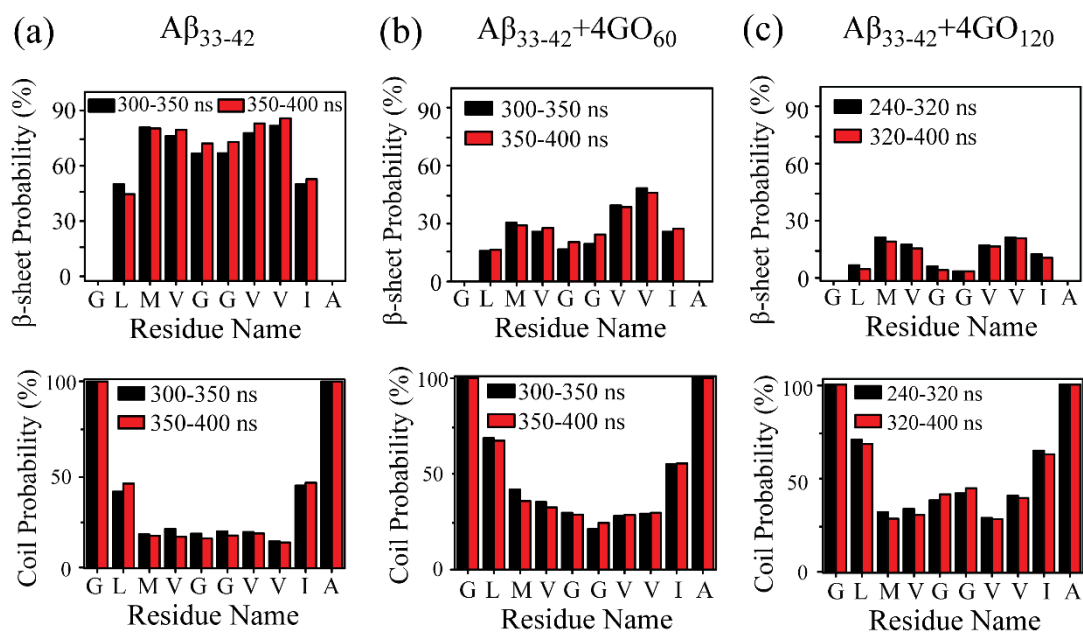 (a) Aβ33-42
β-sheet Probability (%)
90
60
30
0
300-350 ns 350-400 ns
G L M V G G V V I A
Residue Name
(b) Aβ33-42+4GO60
β-sheet Probability (%)
90
60
30
0
300-350 ns
350-400 ns
G L M V G G V V I A
Residue Name
(c) Aβ33-42+4GO120
β-sheet Probability (%)
90
60
30
0
240-320 ns
320-400 ns
G L M V G G V V I A
Residue Name
Coil Probability (%)
100
50
0
300-350 ns
350-400 ns
G L M V G G V V I A
Residue Name
Coil Probability (%)
100
50
0
300-350 ns
350-400 ns
G L M V G G V V I A
Residue Name
Coil Probability (%)
100
50
0
240-320 ns
320-400 ns
G L M V G G V V I A
Residue Name